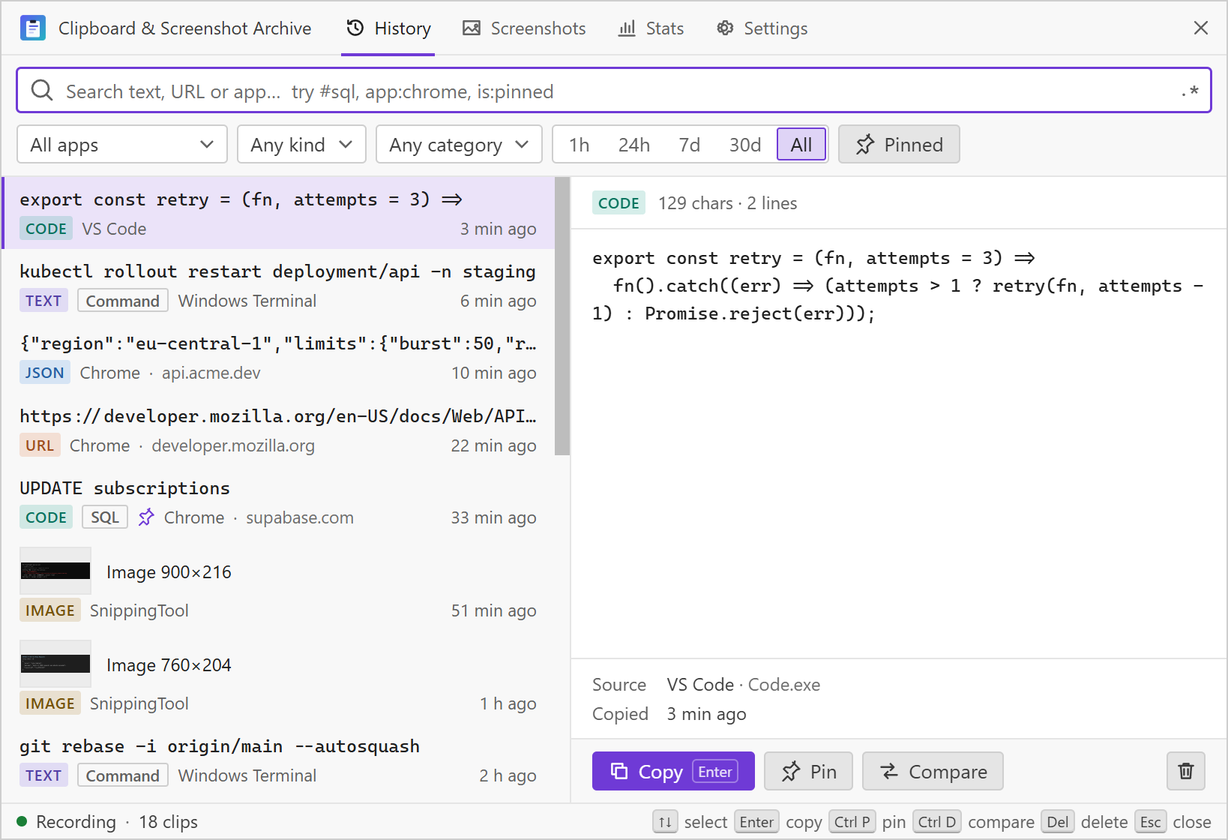 Clipboard & Screenshot Archive History Screenshots Stats Settings
Search text, URL or app... try #sql, app:chrome, is:pinned .*
All apps Any kind Any category 1h 24h 7d 30d All Pinned
export const retry = (fn, attempts = 3) =>
CODE VS Code 3 min ago
kubectl rollout restart deployment/api -n staging
TEXT Command Windows Terminal 6 min ago
{"region":"eu-central-1","limits":{"burst":50,"r…
JSON Chrome · api.acme.dev 10 min ago
https://developer.mozilla.org/en-US/docs/Web/API…
URL Chrome · developer.mozilla.org 22 min ago
UPDATE subscriptions
CODE SQL Chrome · supabase.com 33 min ago
Image 900×216
IMAGE SnippingTool 51 min ago
Image 760×204
IMAGE SnippingTool 1 h ago
git rebase -i origin/main --autosquash
TEXT Command Windows Terminal 2 h ago
CODE 129 chars · 2 lines
export const retry = (fn, attempts = 3) =>
fn().catch((err) => (attempts > 1 ? retry(fn, attempts -
1) : Promise.reject(err)));
Source VS Code · Code.exe
Copied 3 min ago
Copy Enter Pin Compare
Recording · 18 clips ↑↓ select Enter copy Ctrl P pin Ctrl D compare Del delete Esc close